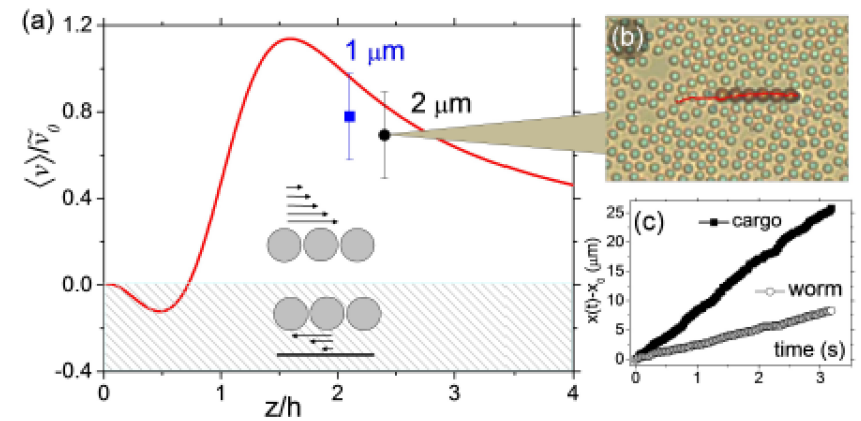 (a)
1.2
0.8
0.4
0.0
-0.4
⟨v⟩/ṽ₀
1 μm
2 μm
0
1
2
3
4
z/h
(b)
(c)
25
20
15
10
5
0
x(t)-x₀ (μm)
cargo
worm
time (s)
0
1
2
3